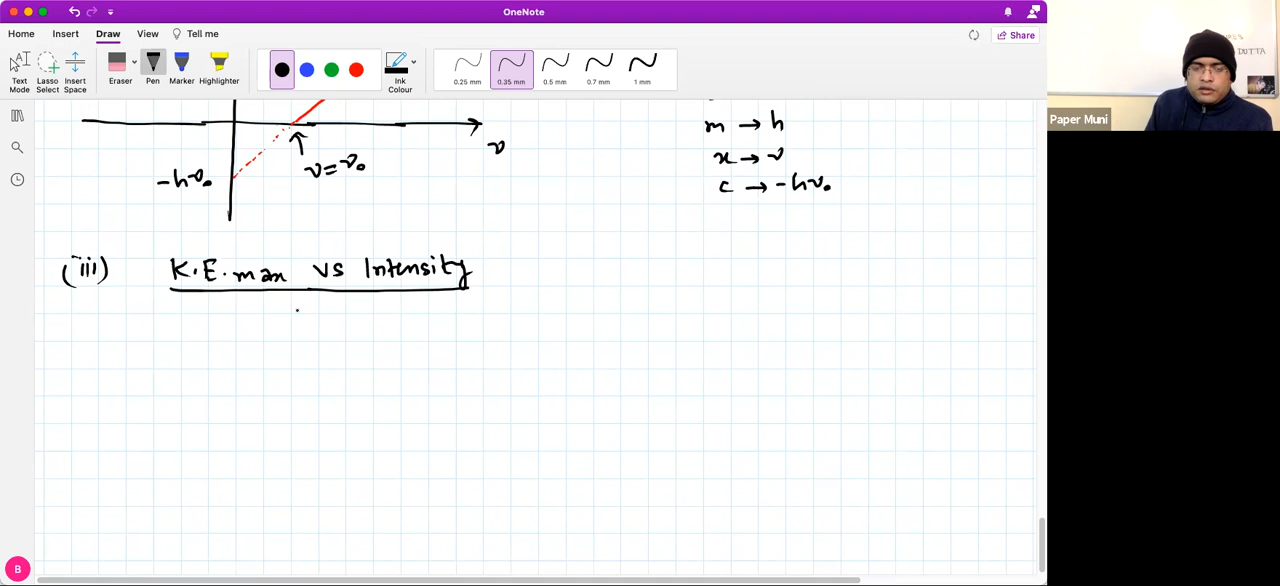 OneNote
Home Insert Draw View Tell me
Share
Text Mode
Lasso Select
Insert Space
Eraser
Pen
Marker
Highlighter
Ink Colour
0.25 mm
0.35 mm
0.5 mm
0.7 mm
1 mm
DUTTA
Paper Muni
m → h
ν
x → ν
ν = ν₀
-hν₀
c → -hν₀
(iii) K.E. max vs Intensity
B